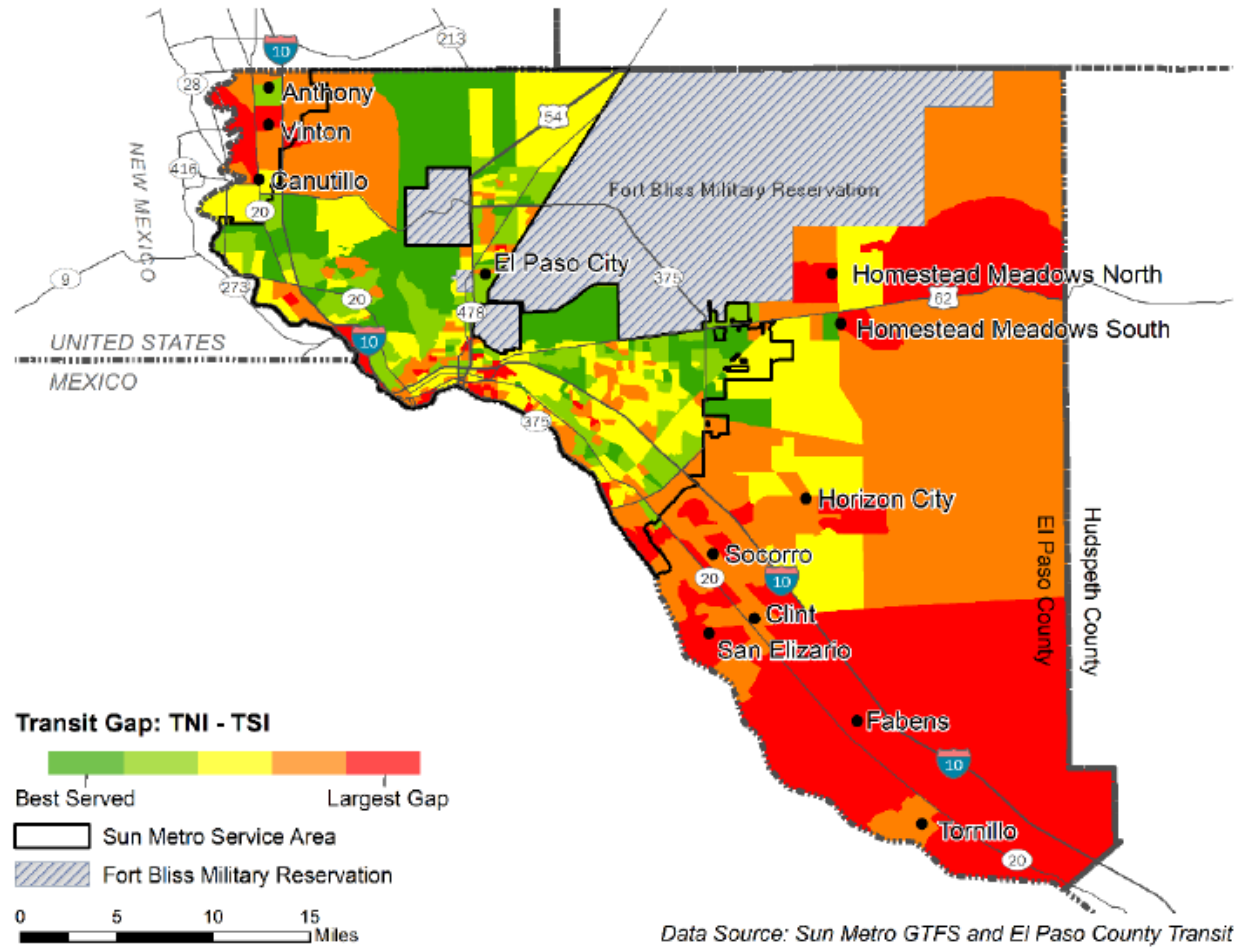 213
10
28
Anthony
54
Vinton
NEW MEXICO
416
Canutillo
Fort Bliss Military Reservation
20
El Paso City
375
Homestead Meadows North
9
273
20
62
478
Homestead Meadows South
10
UNITED STATES
MEXICO
375
Horizon City
El Paso County
Hudspeth County
Socorro
20
10
Clint
San Elizario
Transit Gap: TNI - TSI
Fabens
10
Best Served
Largest Gap
Sun Metro Service Area
Tornillo
20
Fort Bliss Military Reservation
0 5 10 15
Miles
Data Source: Sun Metro GTFS and El Paso County Transit